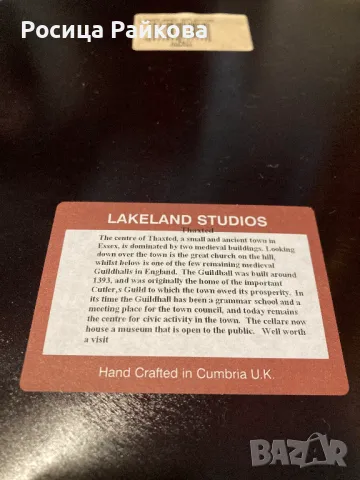 Росица Райкова
LAKELAND STUDIOS
Thaxted
The centre of Thaxted, a small and ancient town in
Essex, is dominated by two medieval buildings. Looking
down over the town is the great church on the hill,
whilst below is one of the few remaining medieval
Guildhalls in England. The Guildhall was built around
1393, and was originally the home of the important
Cutler,s Guild to which the town owed its prosperity. In
its time the Guildhall has been a grammar school and a
meeting place for the town council, and today remains
the centre for civic activity in the town. The cellars now
house a museum that is open to the public. Well worth
a visit
Hand Crafted in Cumbria U.K.
BAZAR